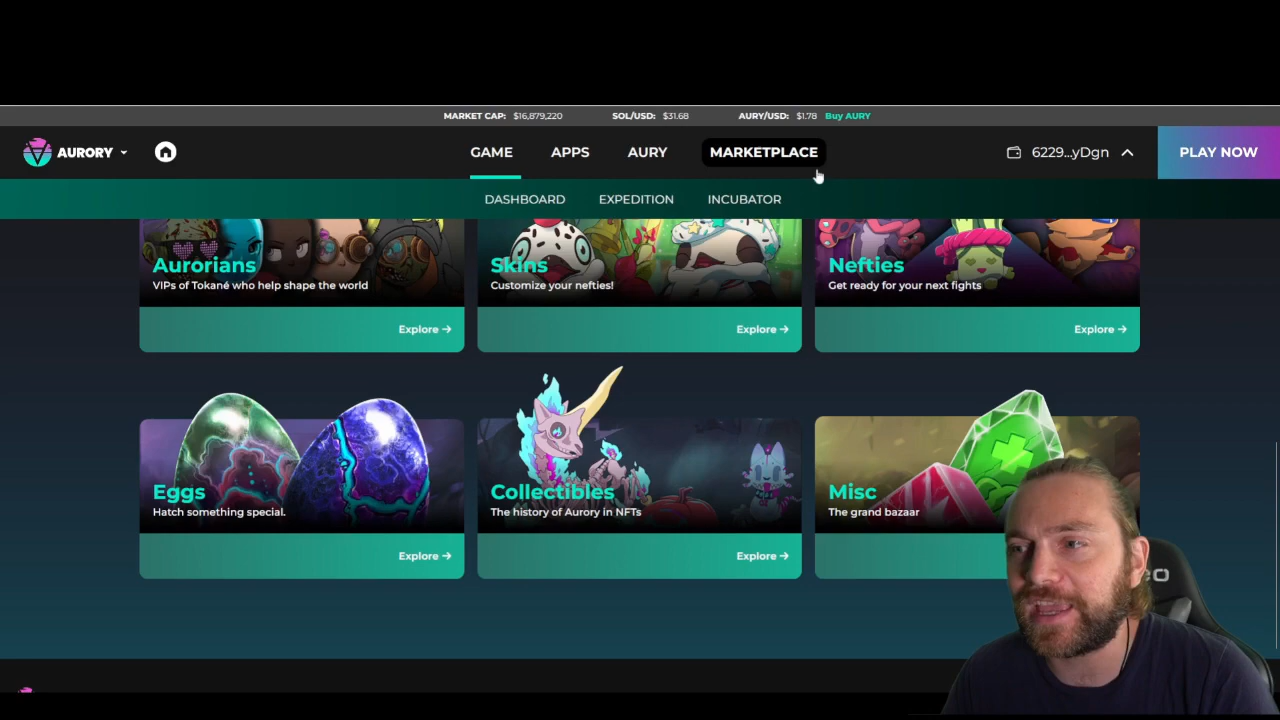 MARKET CAP: $16,879,220 SOL/USD: $31.68 AURY/USD: $1.78 Buy AURY
AURORY GAME APPS AURY MARKETPLACE 6229...yDgn PLAY NOW
DASHBOARD EXPEDITION INCUBATOR
Aurorians
VIPs of Tokané who help shape the world
Explore →
Skins
Customize your nefties!
Explore →
Nefties
Get ready for your next fights
Explore →
Eggs
Hatch something special.
Explore →
Collectibles
The history of Aurory in NFTs
Explore →
Misc
The grand bazaar